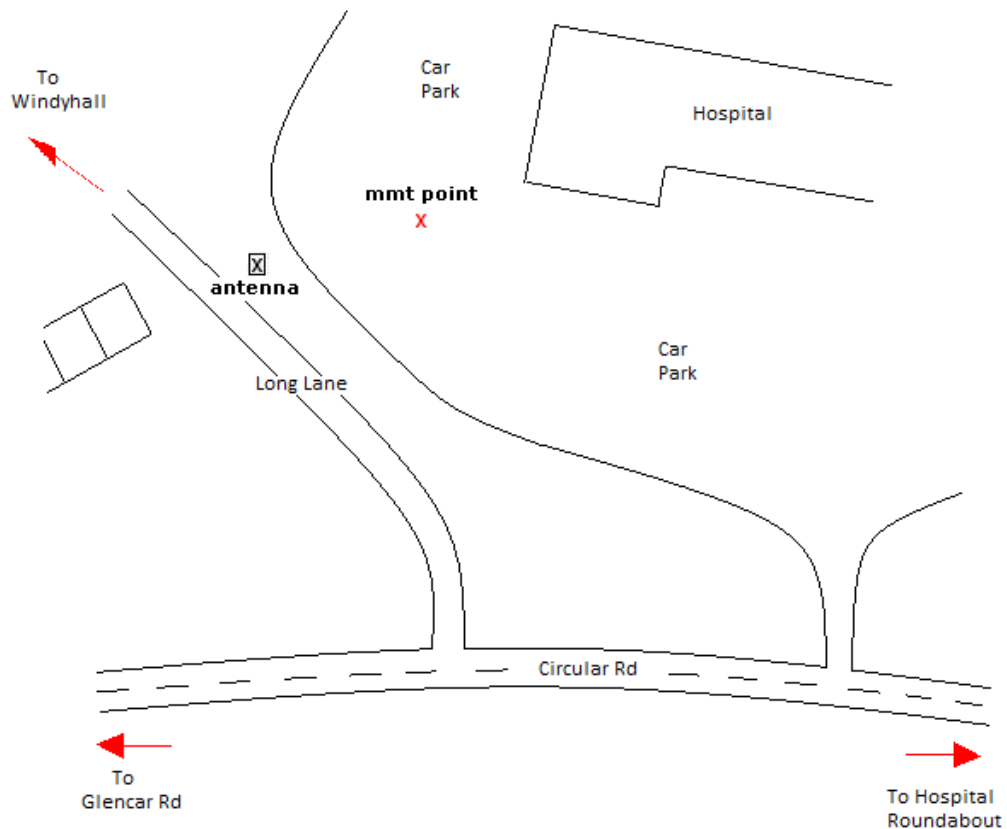 To
Windyhall
Car
Park
Hospital
mmt point
X
X
antenna
Car
Park
Long Lane
Circular Rd
To
Glencar Rd
To Hospital
Roundabout